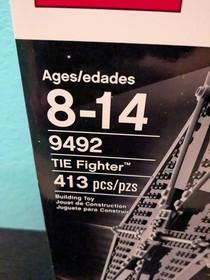 Ages/edades
8-14
9492
TIE Fighter™
413 pcs/pzs
Building Toy
Jouet de Construction
Juguete para Construir